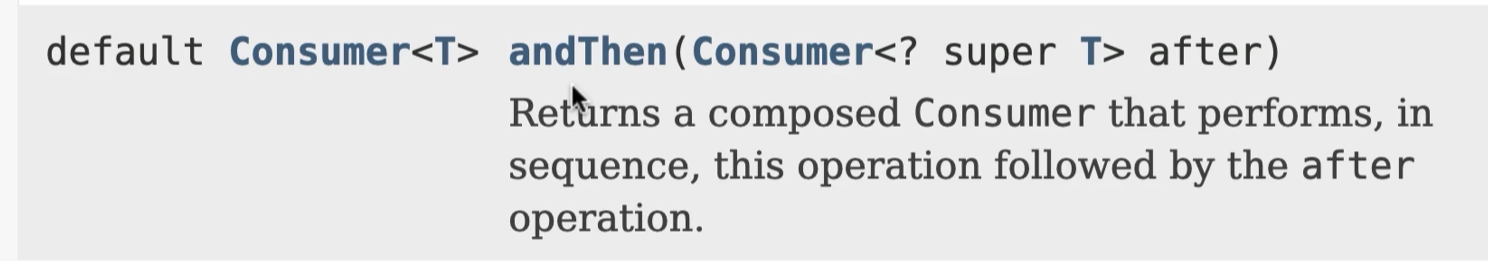 default Consumer<T> andThen(Consumer<? super T> after)
Returns a composed Consumer that performs, in
sequence, this operation followed by the after
operation.